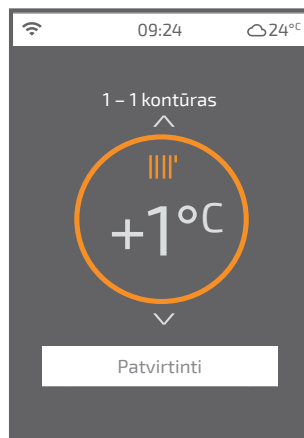 09:24 24°C
1 – 1 kontūras
+1°C
Patvirtinti